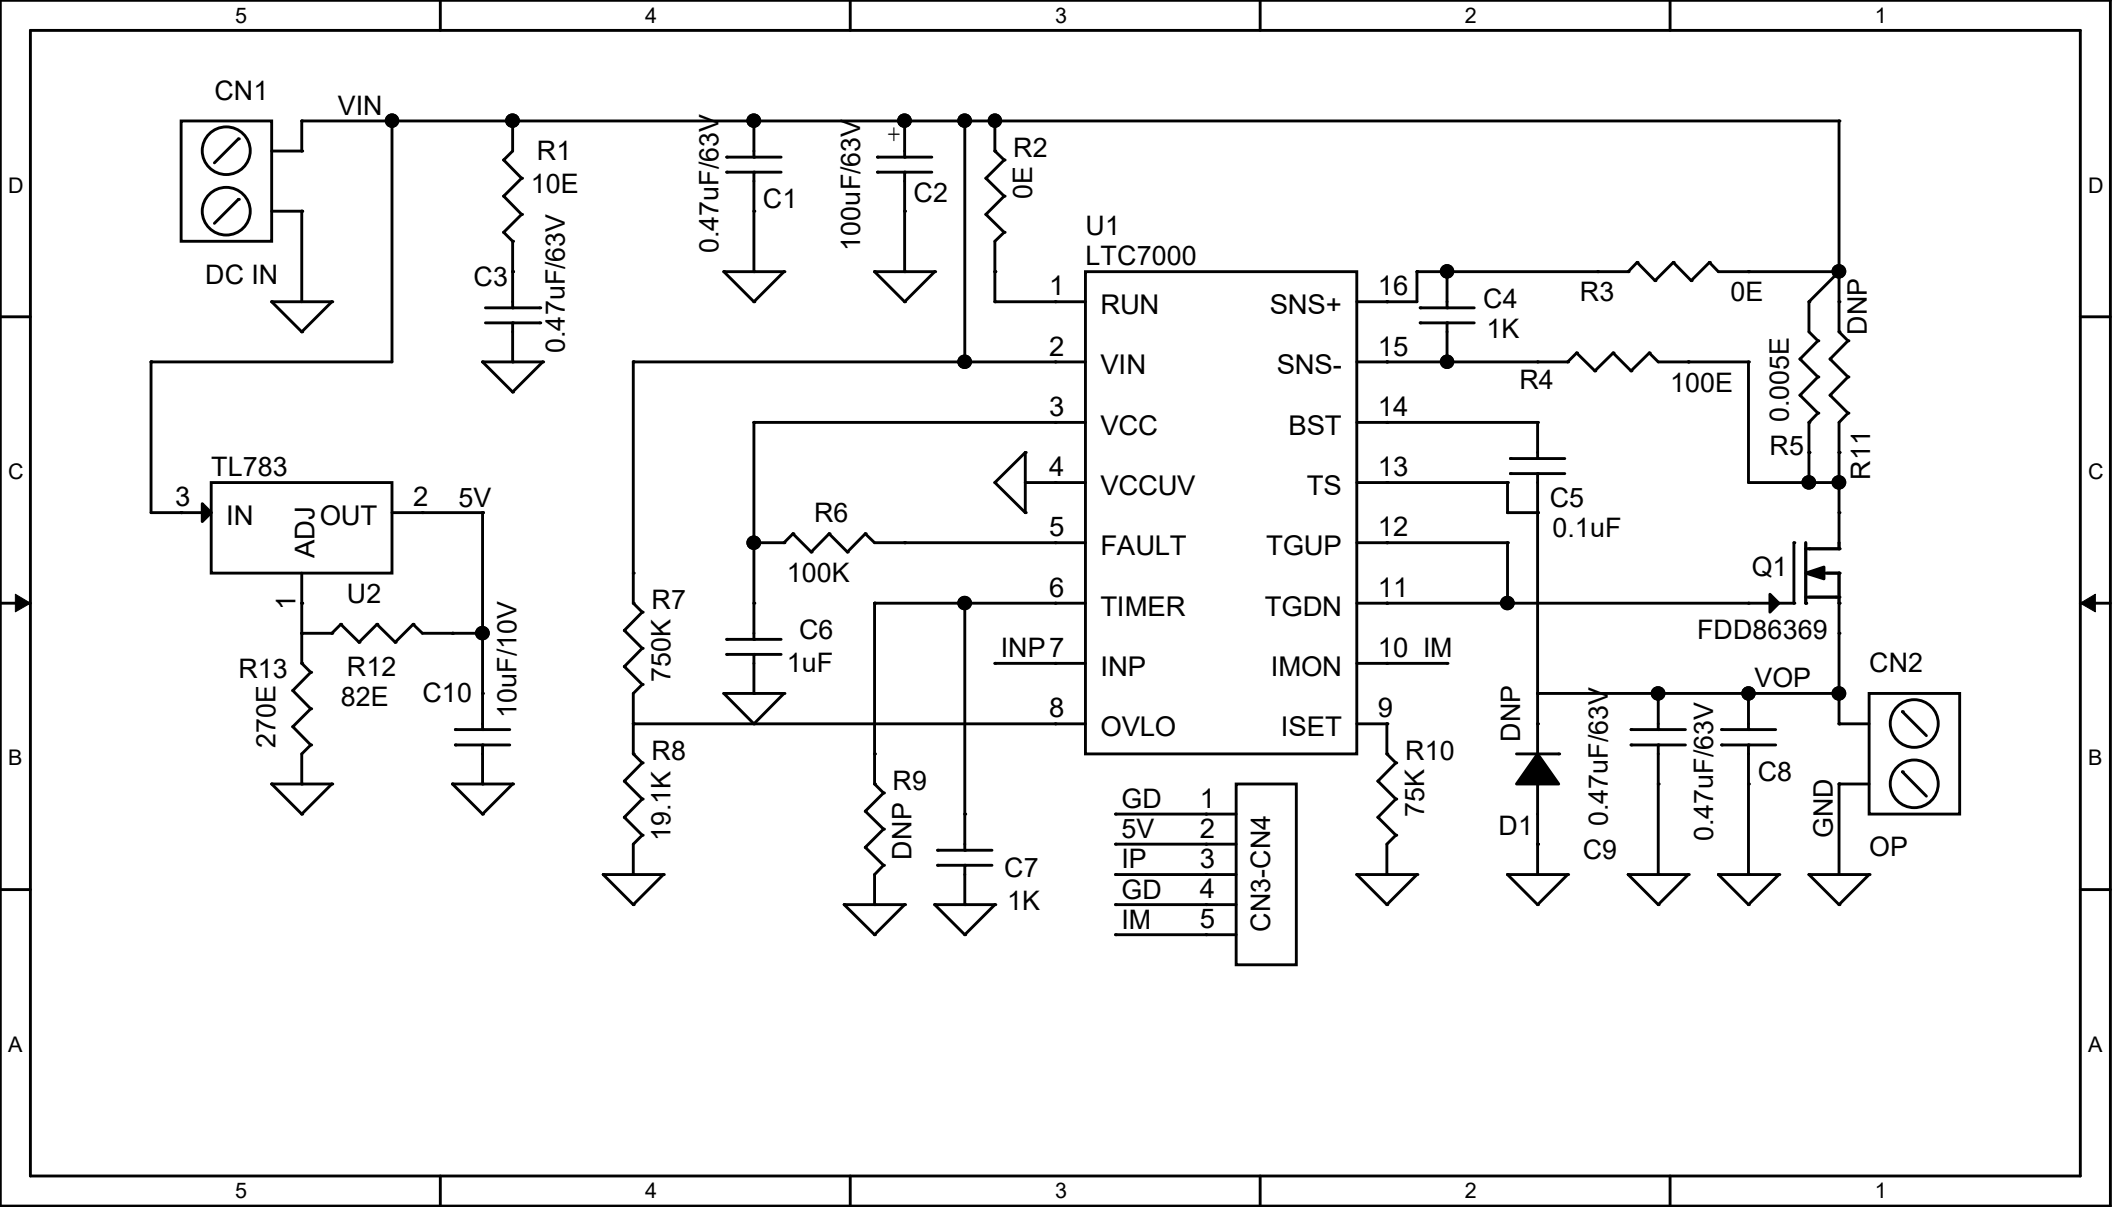 5 4 3 2 1
D D
C C
B B
A A
CN1
VIN
DC IN
R1
10E
C3
0.47uF/63V
0.47uF/63V
C1
100uF/63V
+
C2
R2
0E
U1
LTC7000
1 RUN
2 VIN
3 VCC
4 VCCUV
5 FAULT
6 TIMER
INP 7 INP
8 OVLO
SNS+ 16
SNS- 15
BST 14
TS 13
TGUP 12
TGDN 11
IMON 10 IM
ISET 9
C4
1K
R3
0E
R4
100E
DNP
0.005E
R5
R11
C5
0.1uF
Q1
FDD86369
VOP
CN2
GND
OP
DNP
D1
0.47uF/63V
C9
0.47uF/63V
C8
R10
75K
TL783
3 IN
ADJ
OUT 2
5V
1
U2
R12
82E
R13
270E
C10
10uF/10V
R6
100K
C6
1uF
R7
750K
R8
19.1K
R9
DNP
C7
1K
GD 1
5V 2
IP 3
GD 4
IM 5
CN3-CN4
5 4 3 2 1